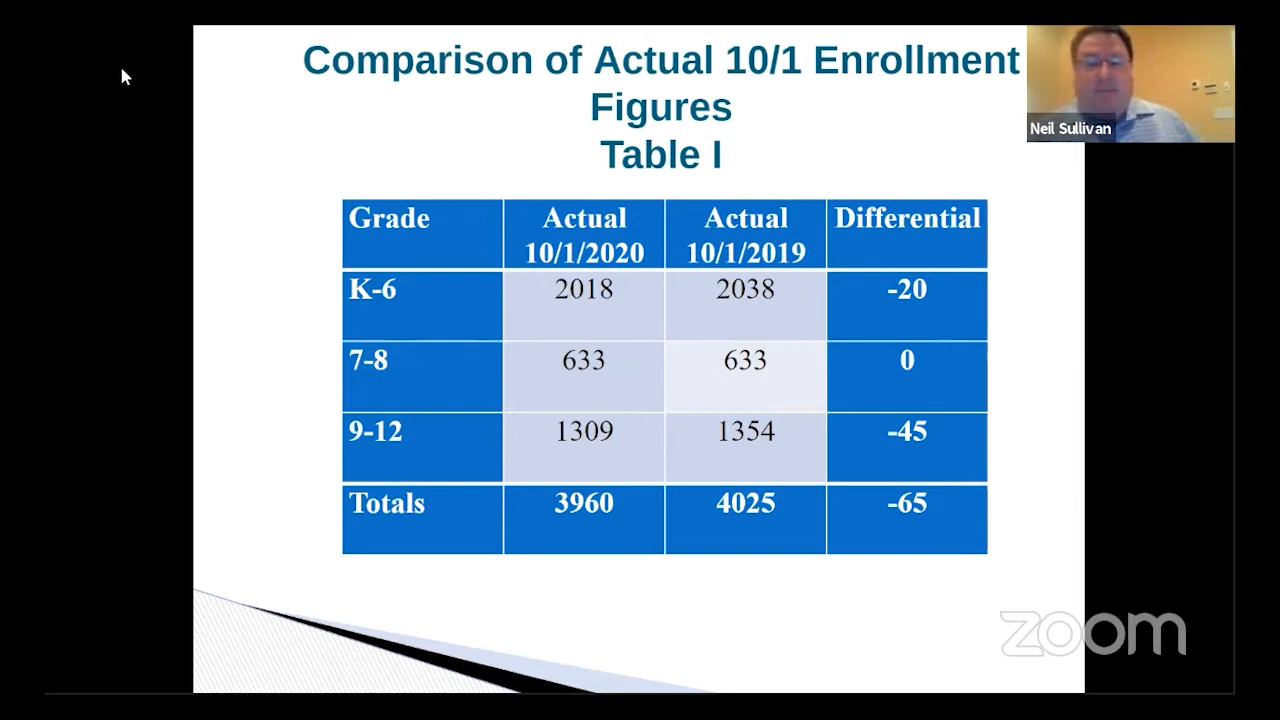 Comparison of Actual 10/1 Enrollment
Figures
Table I
Neil Sullivan
Grade Actual 10/1/2020 Actual 10/1/2019 Differential
K-6 2018 2038 -20
7-8 633 633 0
9-12 1309 1354 -45
Totals 3960 4025 -65
zoom